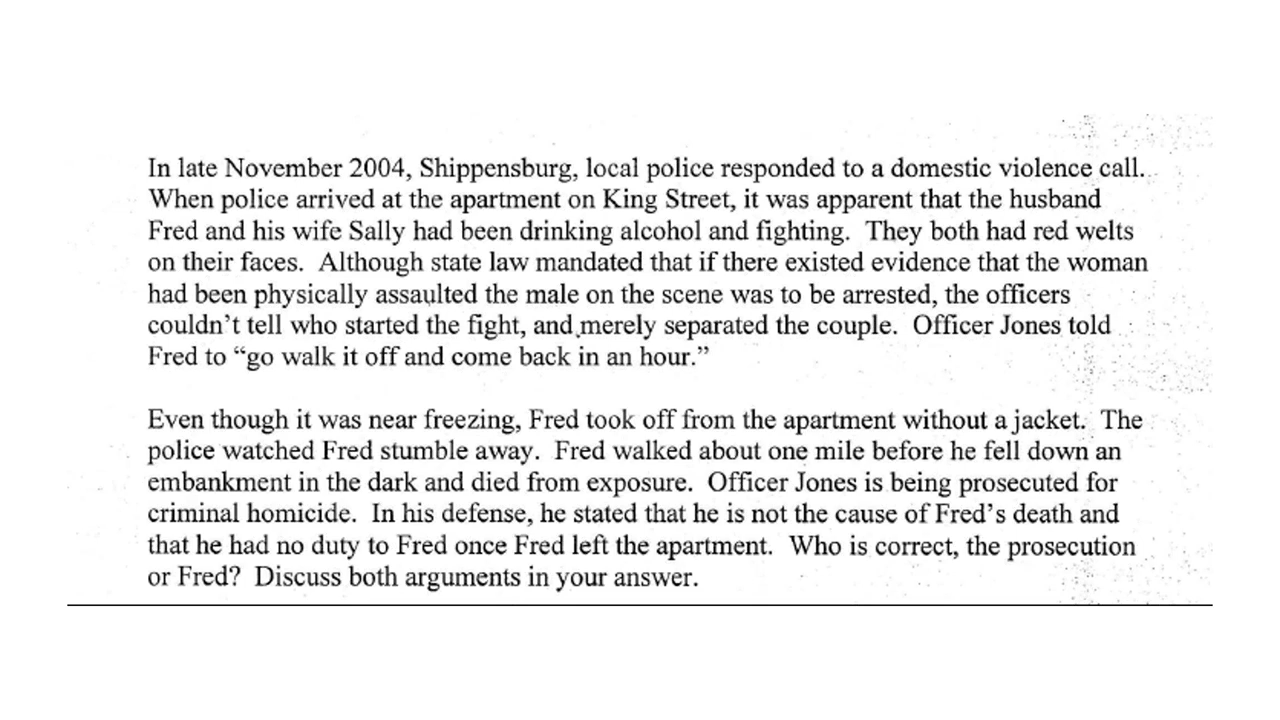 In late November 2004, Shippensburg, local police responded to a domestic violence call.
When police arrived at the apartment on King Street, it was apparent that the husband
Fred and his wife Sally had been drinking alcohol and fighting.  They both had red welts
on their faces.  Although state law mandated that if there existed evidence that the woman
had been physically assaulted the male on the scene was to be arrested, the officers
couldn't tell who started the fight, and merely separated the couple.  Officer Jones told
Fred to “go walk it off and come back in an hour.”
Even though it was near freezing, Fred took off from the apartment without a jacket.  The
police watched Fred stumble away.  Fred walked about one mile before he fell down an
embankment in the dark and died from exposure.  Officer Jones is being prosecuted for
criminal homicide.  In his defense, he stated that he is not the cause of Fred's death and
that he had no duty to Fred once Fred left the apartment.  Who is correct, the prosecution
or Fred?  Discuss both arguments in your answer.